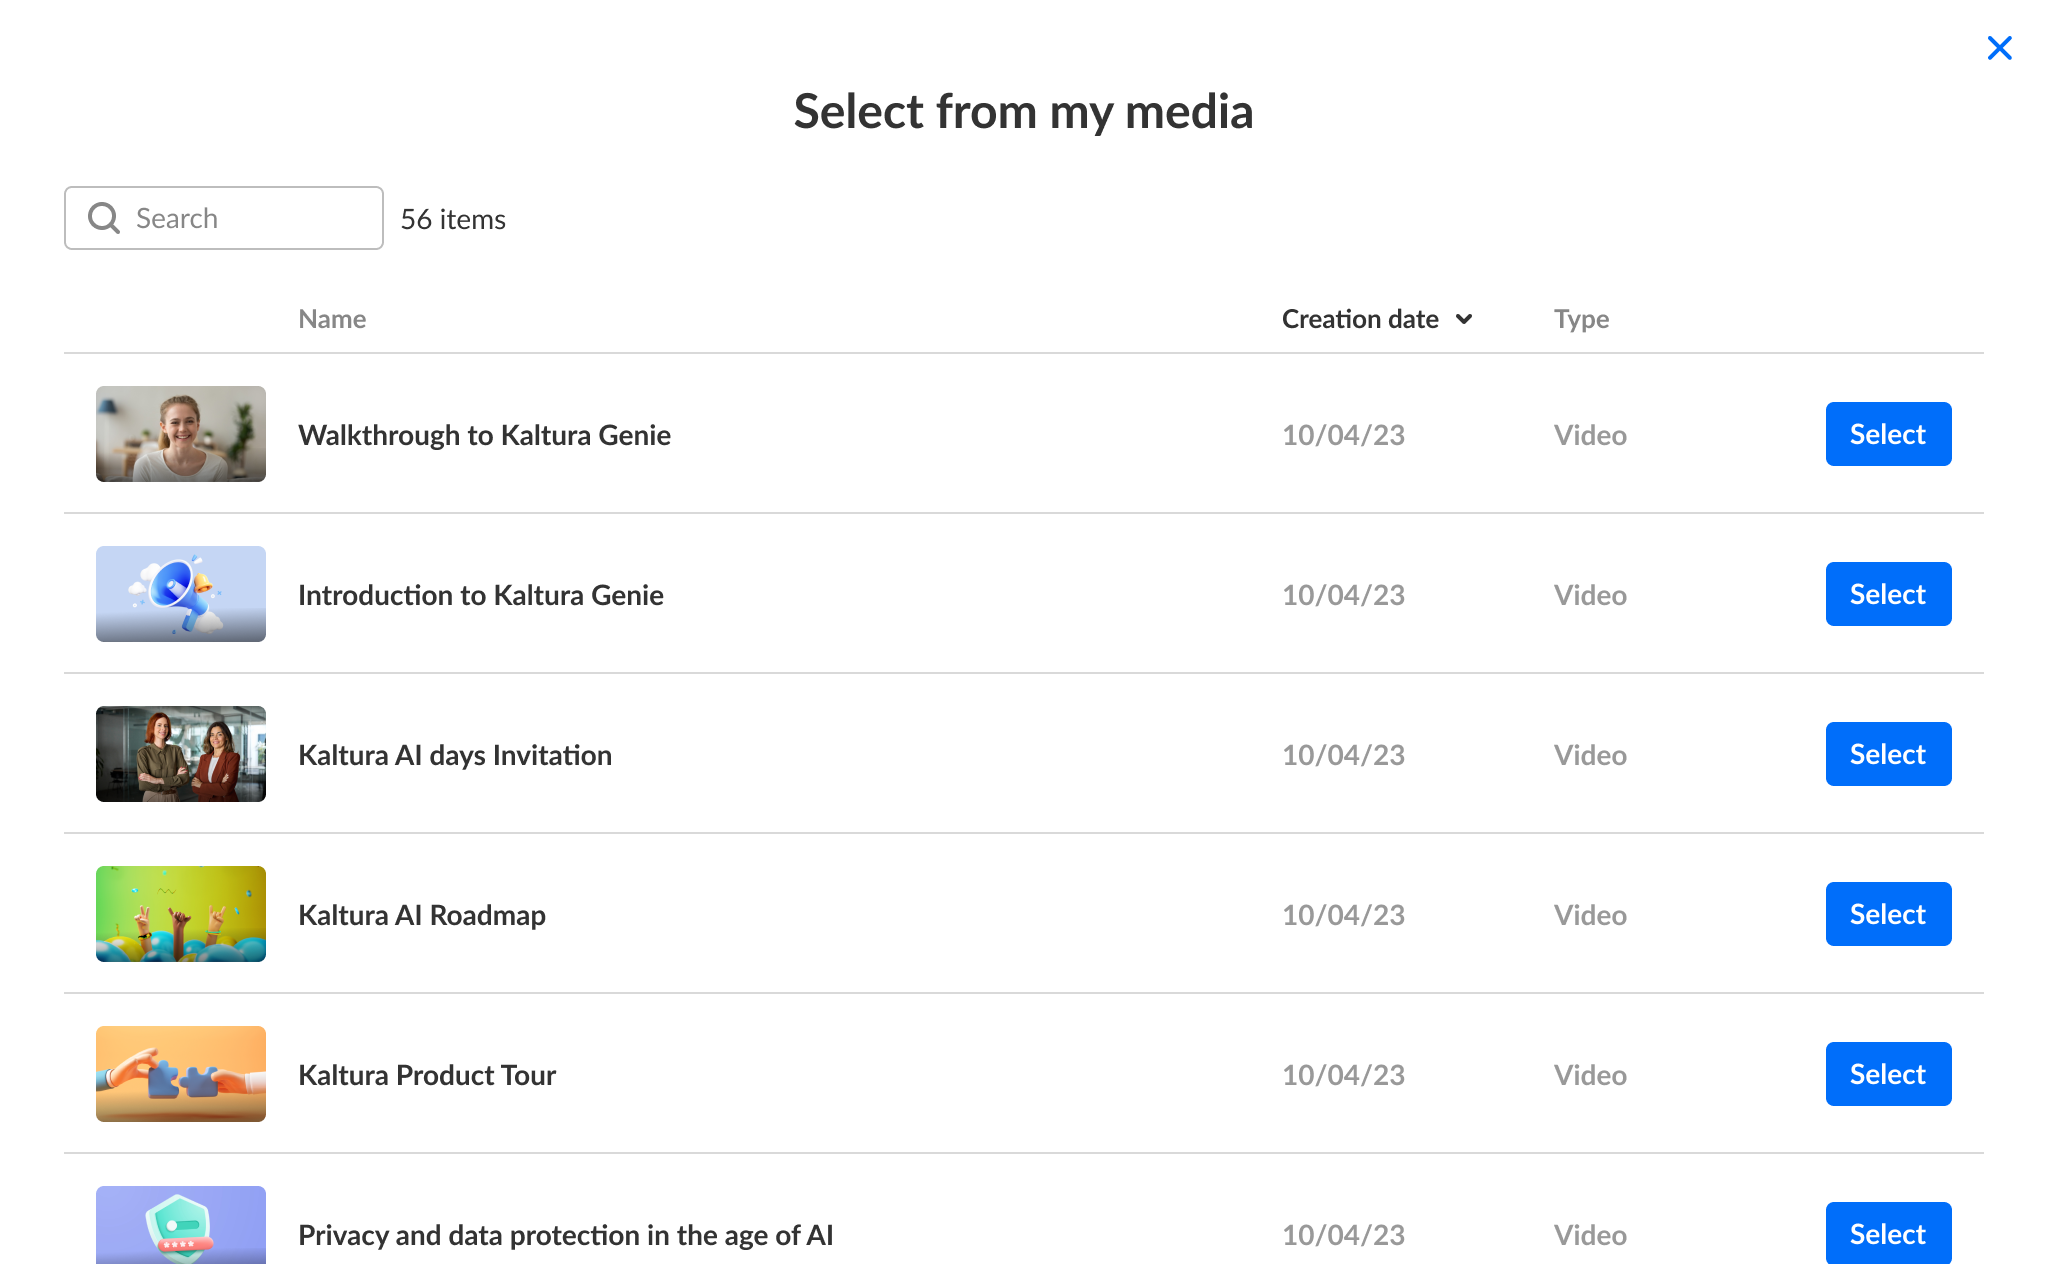 Select from my media
Search 56 items
Name Creation date Type
Walkthrough to Kaltura Genie 10/04/23 Video Select
Introduction to Kaltura Genie 10/04/23 Video Select
Kaltura AI days Invitation 10/04/23 Video Select
Kaltura AI Roadmap 10/04/23 Video Select
Kaltura Product Tour 10/04/23 Video Select
Privacy and data protection in the age of AI 10/04/23 Video Select